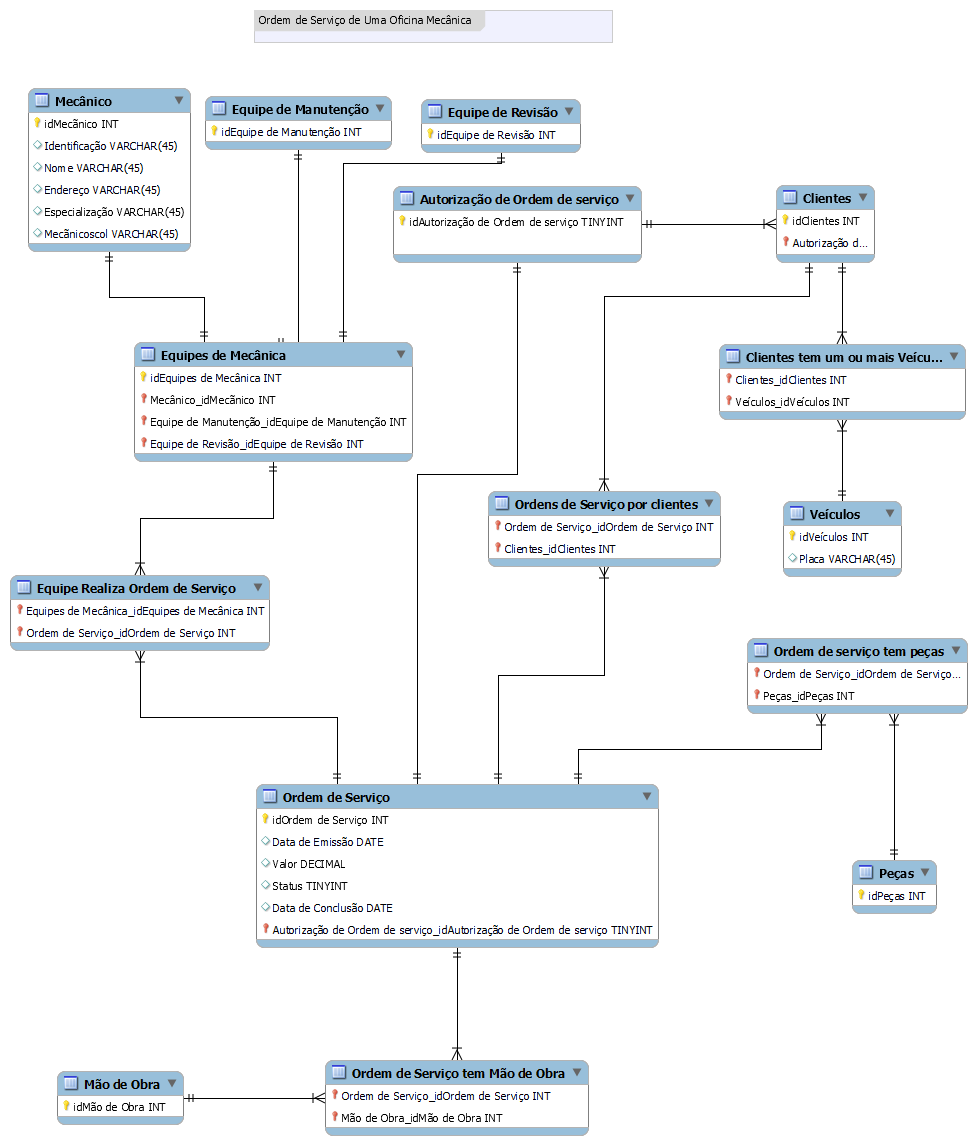 Ordem de Serviço de Uma Oficina Mecânica
Mecânico
idMecânico INT
Identificação VARCHAR(45)
Nome VARCHAR(45)
Endereço VARCHAR(45)
Especialização VARCHAR(45)
Mecânicoscol VARCHAR(45)
Equipe de Manutenção
idEquipe de Manutenção INT
Equipe de Revisão
idEquipe de Revisão INT
Autorização de Ordem de serviço
idAutorização de Ordem de serviço TINYINT
Clientes
idClientes INT
Autorização d...
Equipes de Mecânica
idEquipes de Mecânica INT
Mecânico_idMecânico INT
Equipe de Manutenção_idEquipe de Manutenção INT
Equipe de Revisão_idEquipe de Revisão INT
Clientes tem um ou mais Veícu...
Clientes_idClientes INT
Veículos_idVeículos INT
Ordens de Serviço por clientes
Ordem de Serviço_idOrdem de Serviço INT
Clientes_idClientes INT
Veículos
idVeículos INT
Placa VARCHAR(45)
Equipe Realiza Ordem de Serviço
Equipes de Mecânica_idEquipes de Mecânica INT
Ordem de Serviço_idOrdem de Serviço INT
Ordem de serviço tem peças
Ordem de Serviço_idOrdem de Serviço...
Peças_idPeças INT
Ordem de Serviço
idOrdem de Serviço INT
Data de Emissão DATE
Valor DECIMAL
Status TINYINT
Data de Conclusão DATE
Autorização de Ordem de serviço_idAutorização de Ordem de serviço TINYINT
Peças
idPeças INT
Mão de Obra
idMão de Obra INT
Ordem de Serviço tem Mão de Obra
Ordem de Serviço_idOrdem de Serviço INT
Mão de Obra_idMão de Obra INT